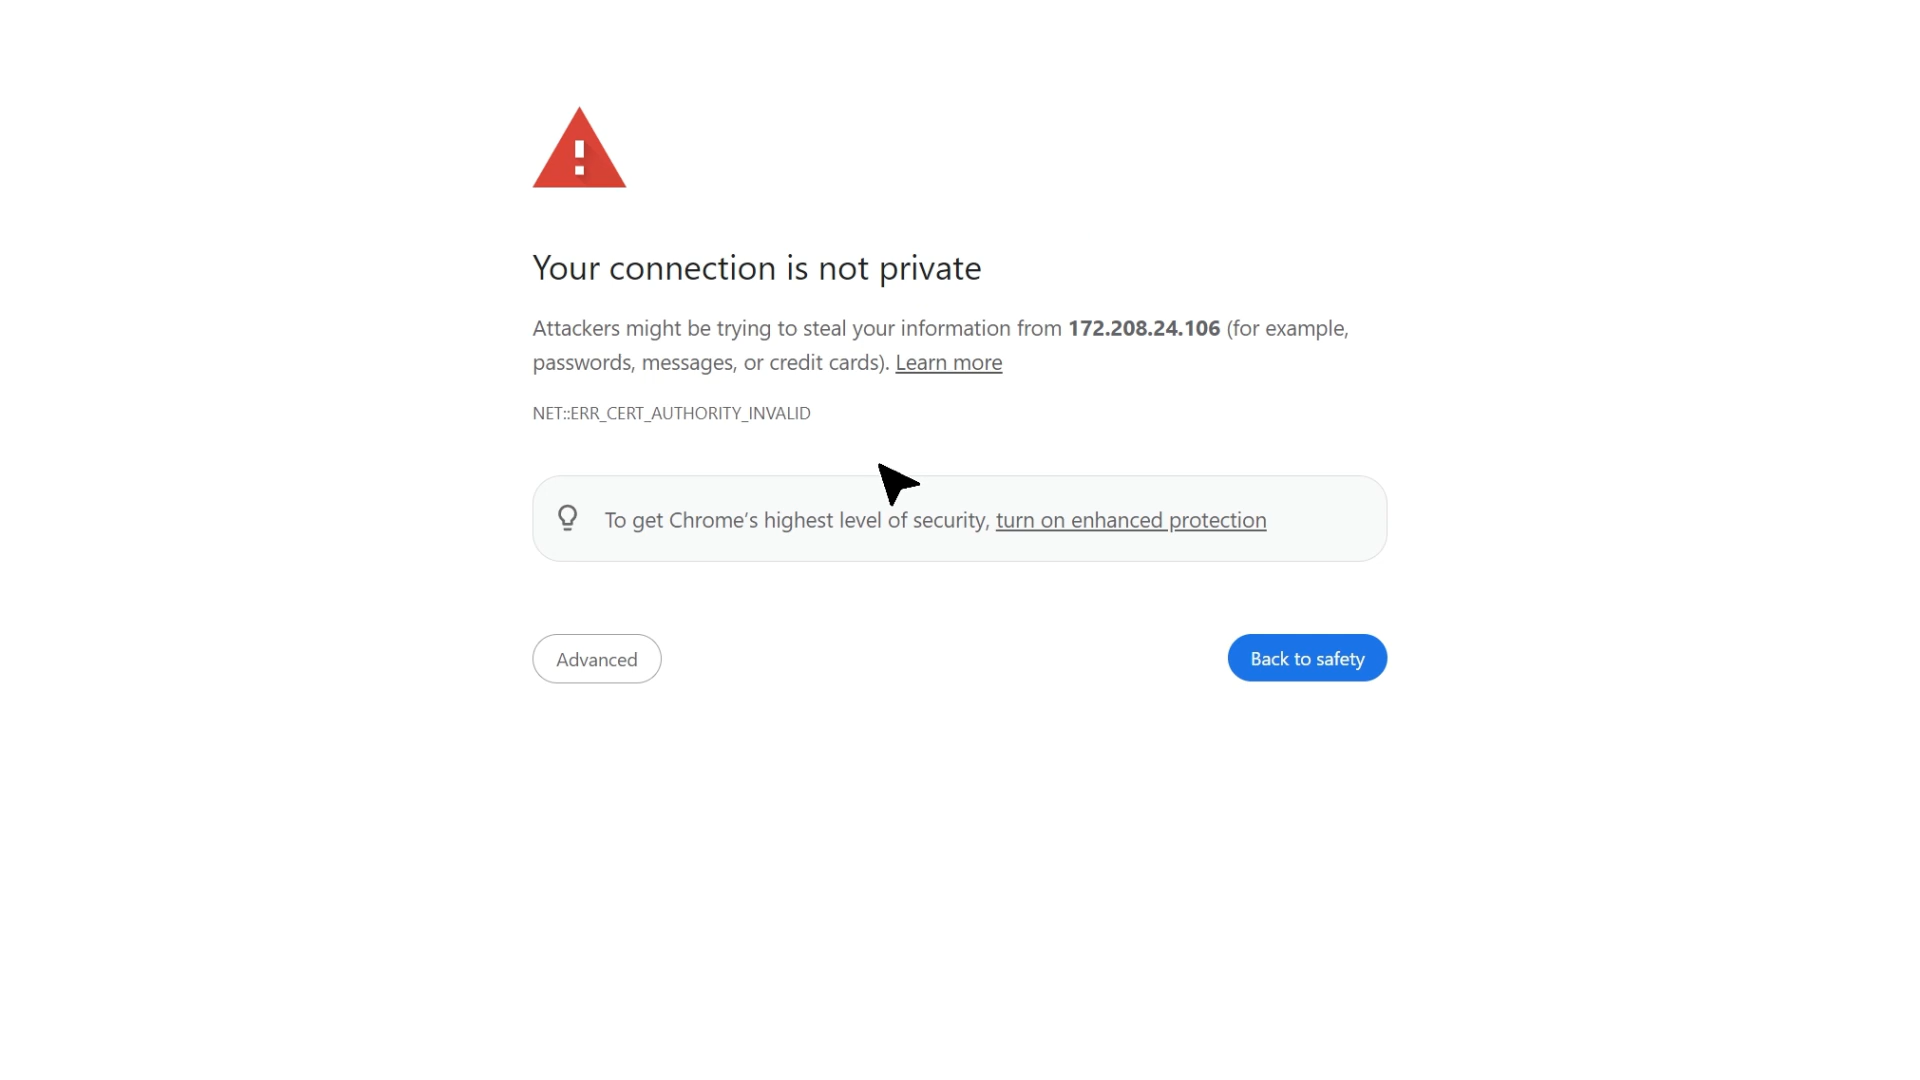 Your connection is not private
Attackers might be trying to steal your information from 172.208.24.106 (for example,
passwords, messages, or credit cards). Learn more
NET::ERR_CERT_AUTHORITY_INVALID
To get Chrome’s highest level of security, turn on enhanced protection
Advanced
Back to safety